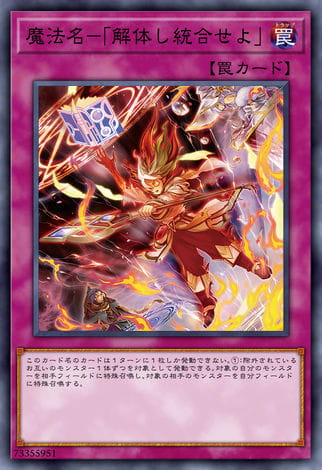 魔法名－「解体し統合せよ」
罠
トラップ
【罠カード】
このカード名のカードは１ターンに１枚しか発動できない。①：除外されている
お互いのモンスター１体ずつを対象として発動できる。対象の自分のモンスタ
ーを相手フィールドに特殊召喚し、対象の相手のモンスターを自分フィールド
に特殊召喚する。
73355951